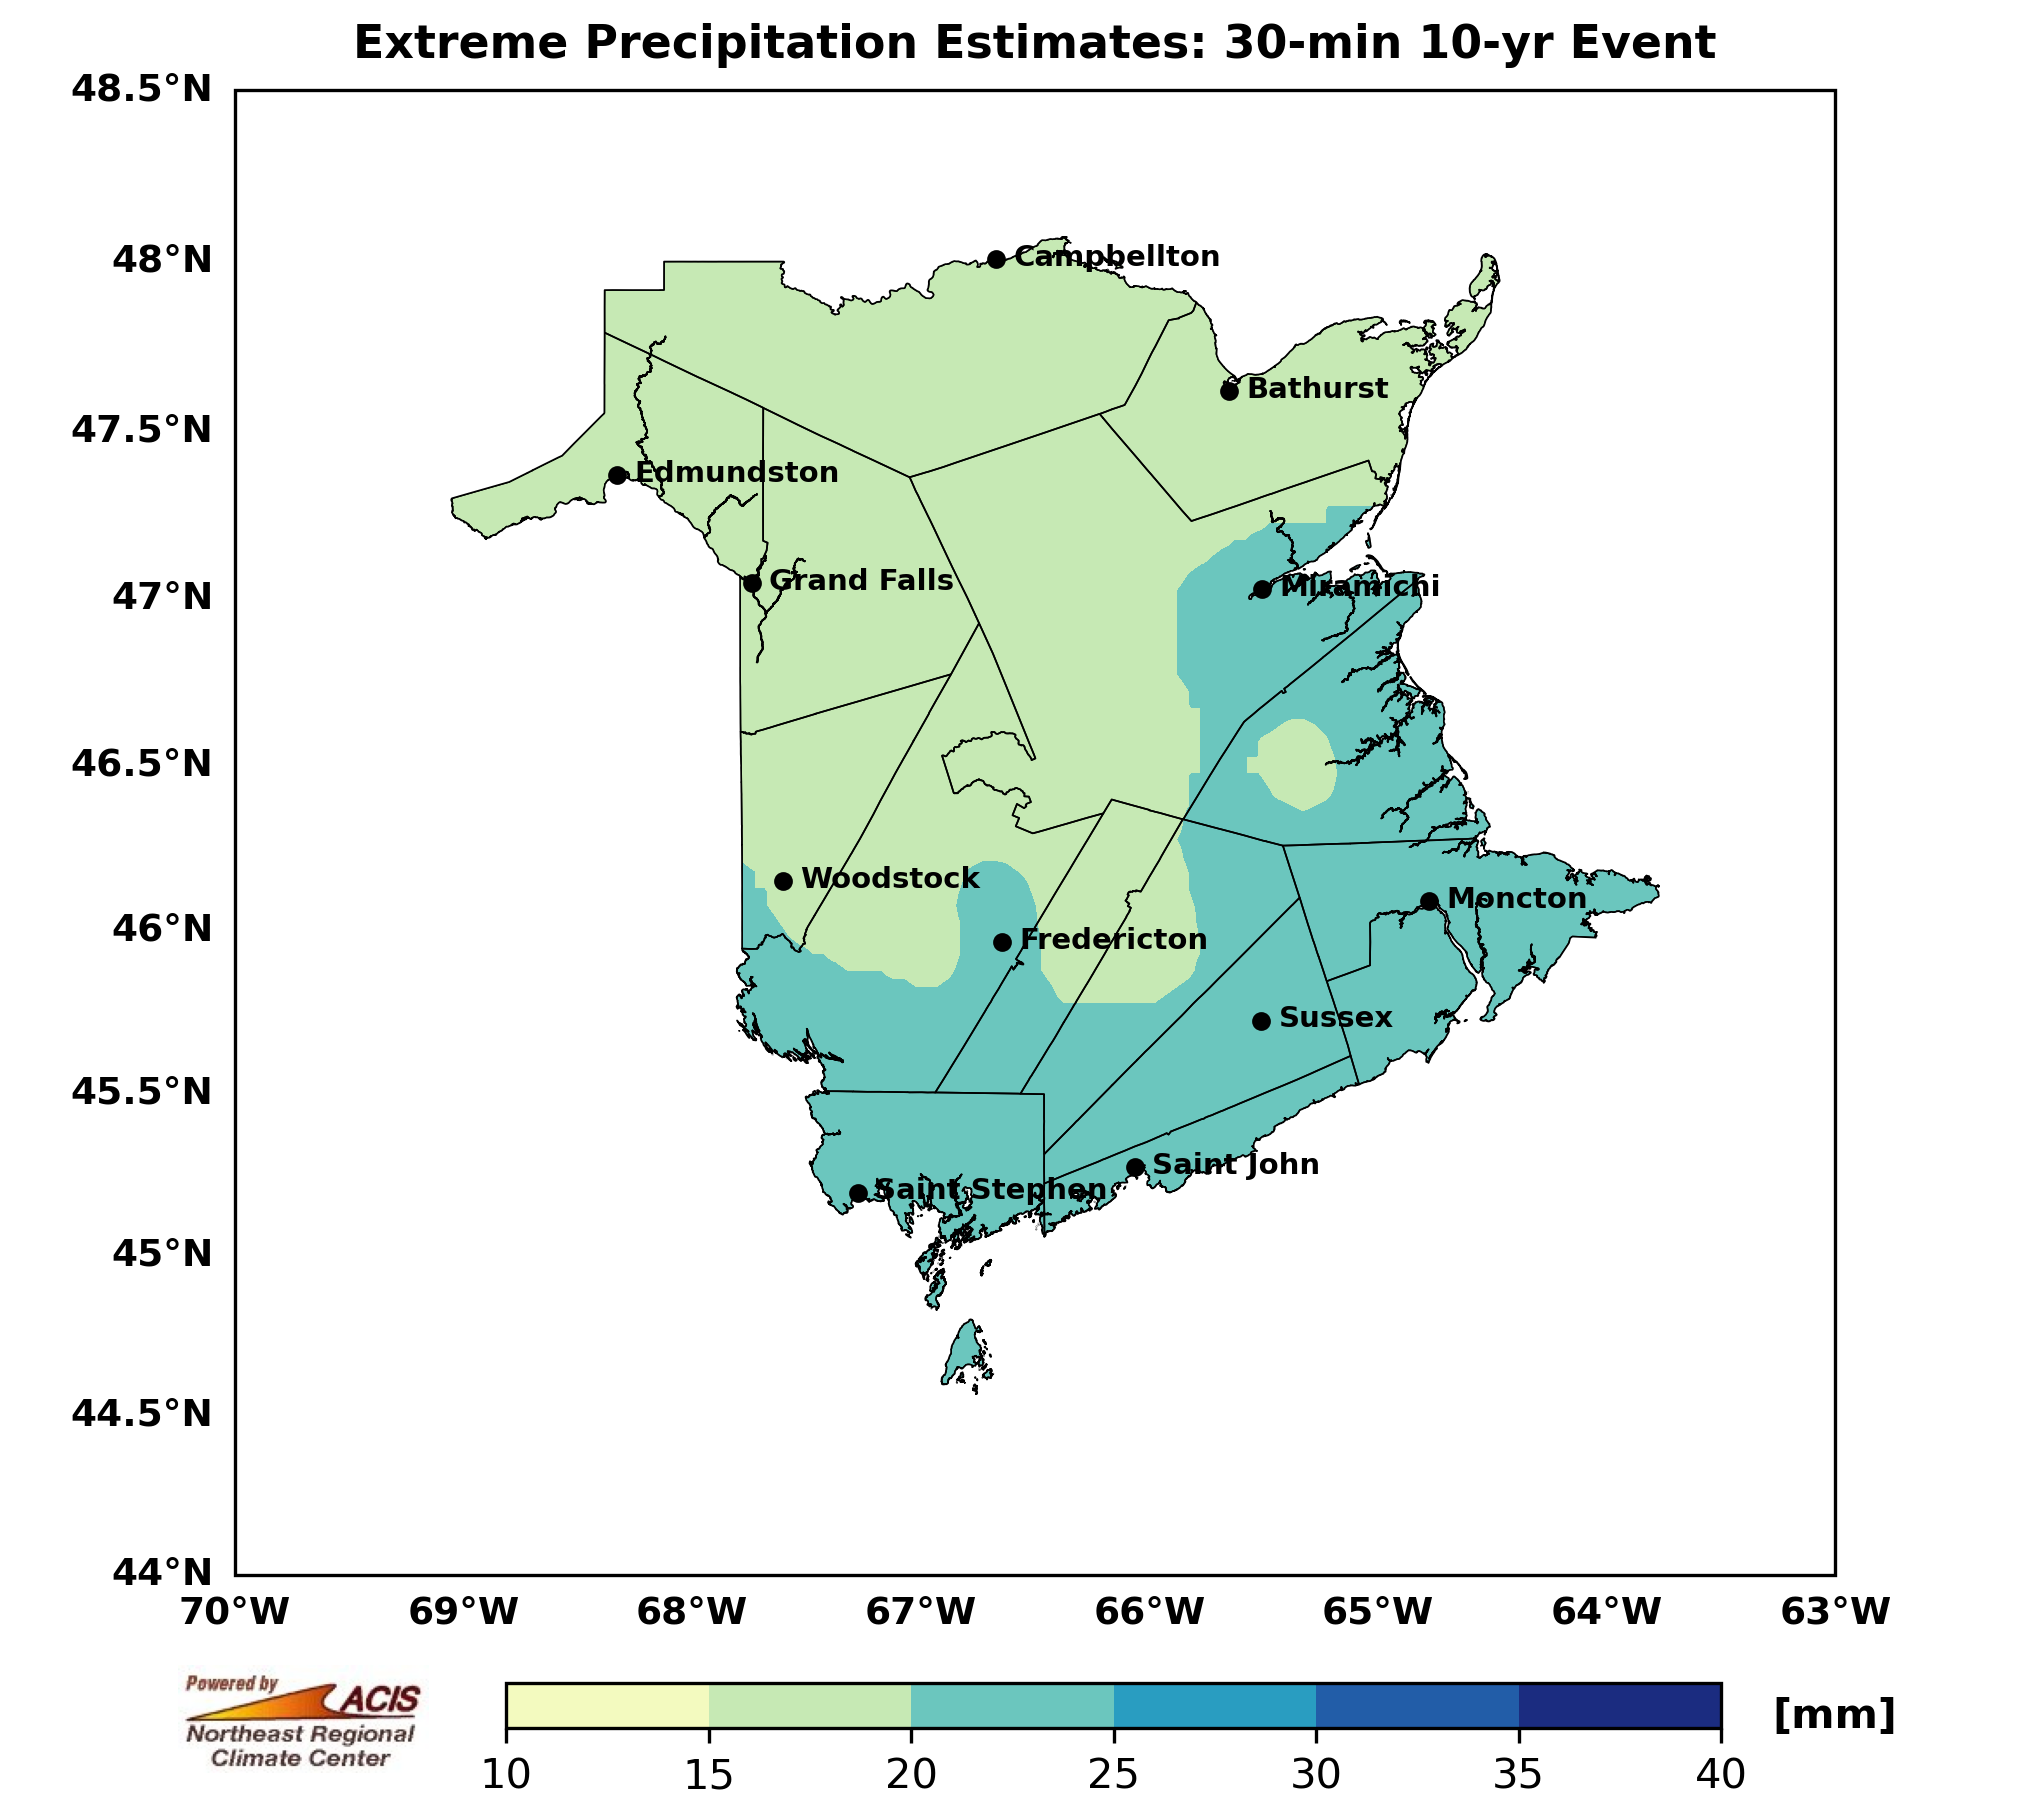 Extreme Precipitation Estimates: 30-min 10-yr Event
48.5°N
48°N
47.5°N
47°N
46.5°N
46°N
45.5°N
45°N
44.5°N
44°N
Campbellton
Bathurst
Edmundston
Grand Falls
Miramichi
Woodstock
Moncton
Fredericton
Sussex
Saint John
Saint Stephen
70°W
69°W
68°W
67°W
66°W
65°W
64°W
63°W
Powered by
ACIS
Northeast Regional
Climate Center
[mm]
10
15
20
25
30
35
40